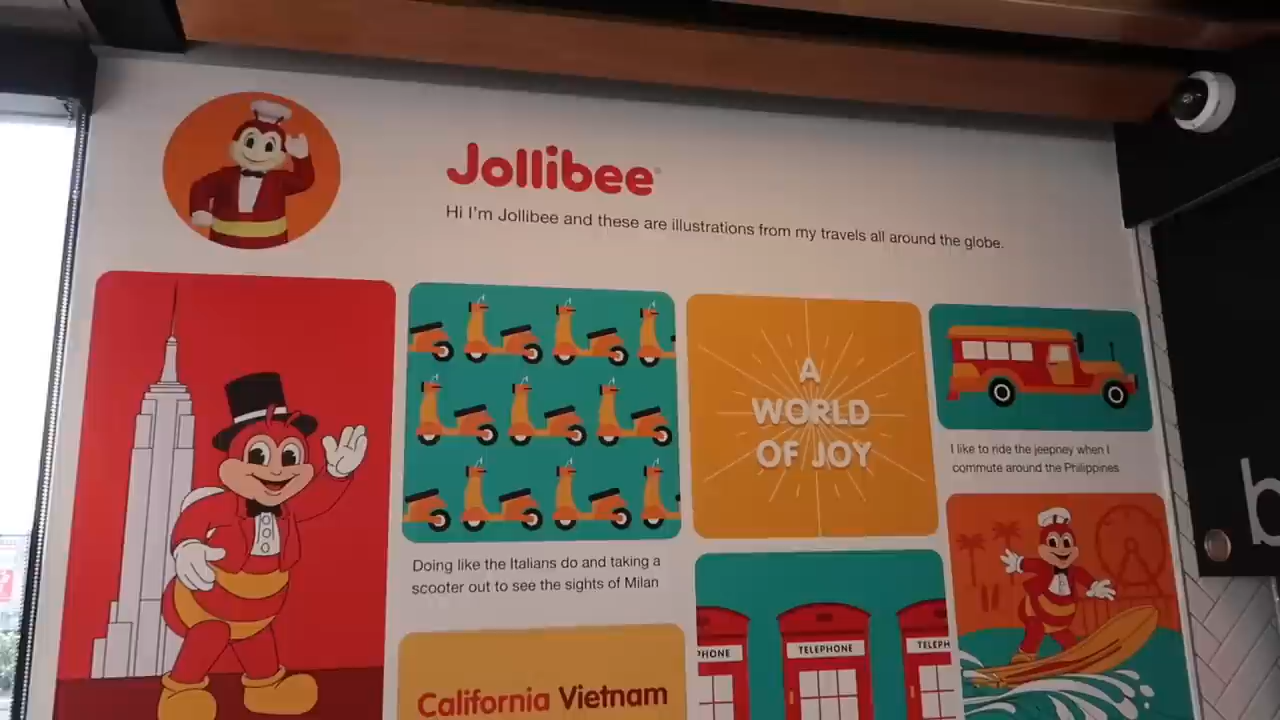 Jollibee
Hi I'm Jollibee and these are illustrations from my travels all around the globe.
A
WORLD
OF JOY
I like to ride the jeepney when I
commute around the Philippines
Doing like the Italians do and taking a
scooter out to see the sights of Milan
PHONE
TELEPHONE
TELEPH
California Vietnam
b